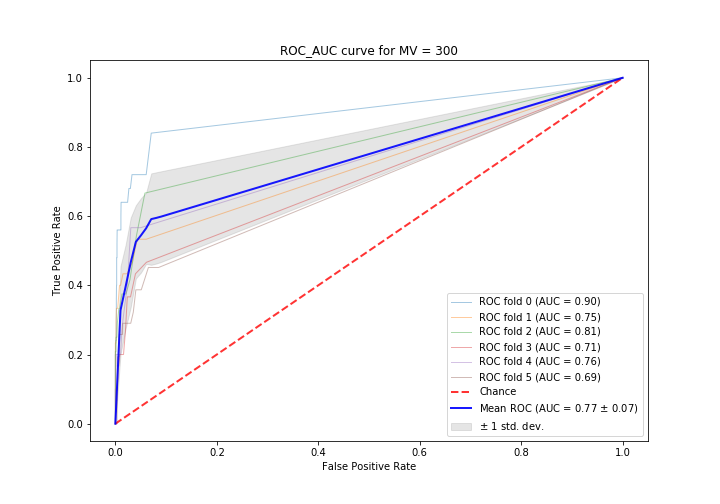 ROC_AUC curve for MV = 300
True Positive Rate
1.0
0.8
0.6
0.4
0.2
0.0
0.0 0.2 0.4 0.6 0.8 1.0
False Positive Rate
ROC fold 0 (AUC = 0.90)
ROC fold 1 (AUC = 0.75)
ROC fold 2 (AUC = 0.81)
ROC fold 3 (AUC = 0.71)
ROC fold 4 (AUC = 0.76)
ROC fold 5 (AUC = 0.69)
Chance
Mean ROC (AUC = 0.77 ± 0.07)
± 1 std. dev.